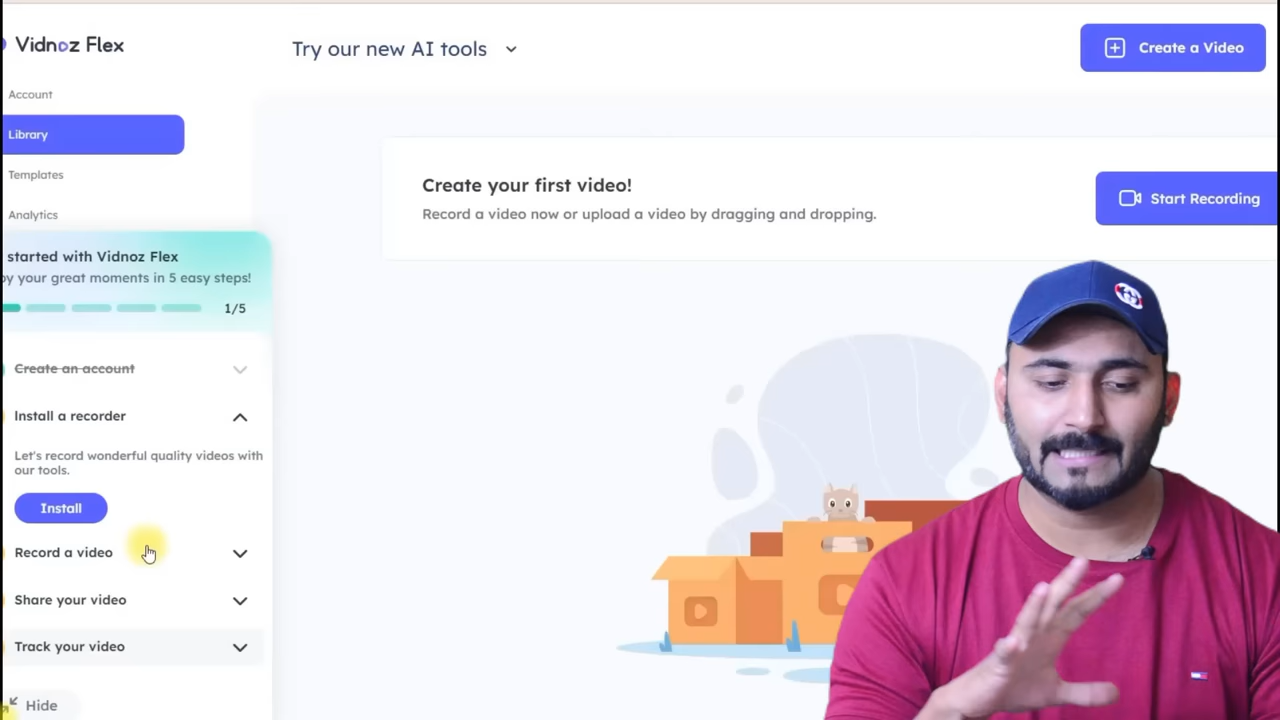 Vidnoz Flex
Try our new AI tools
Create a Video
Account
Library
Templates
Analytics
Create your first video!
Record a video now or upload a video by dragging and dropping.
Start Recording
started with Vidnoz Flex
by your great moments in 5 easy steps!
1/5
Create an account
Install a recorder
Let's record wonderful quality videos with
our tools.
Install
Record a video
Share your video
Track your video
Hide